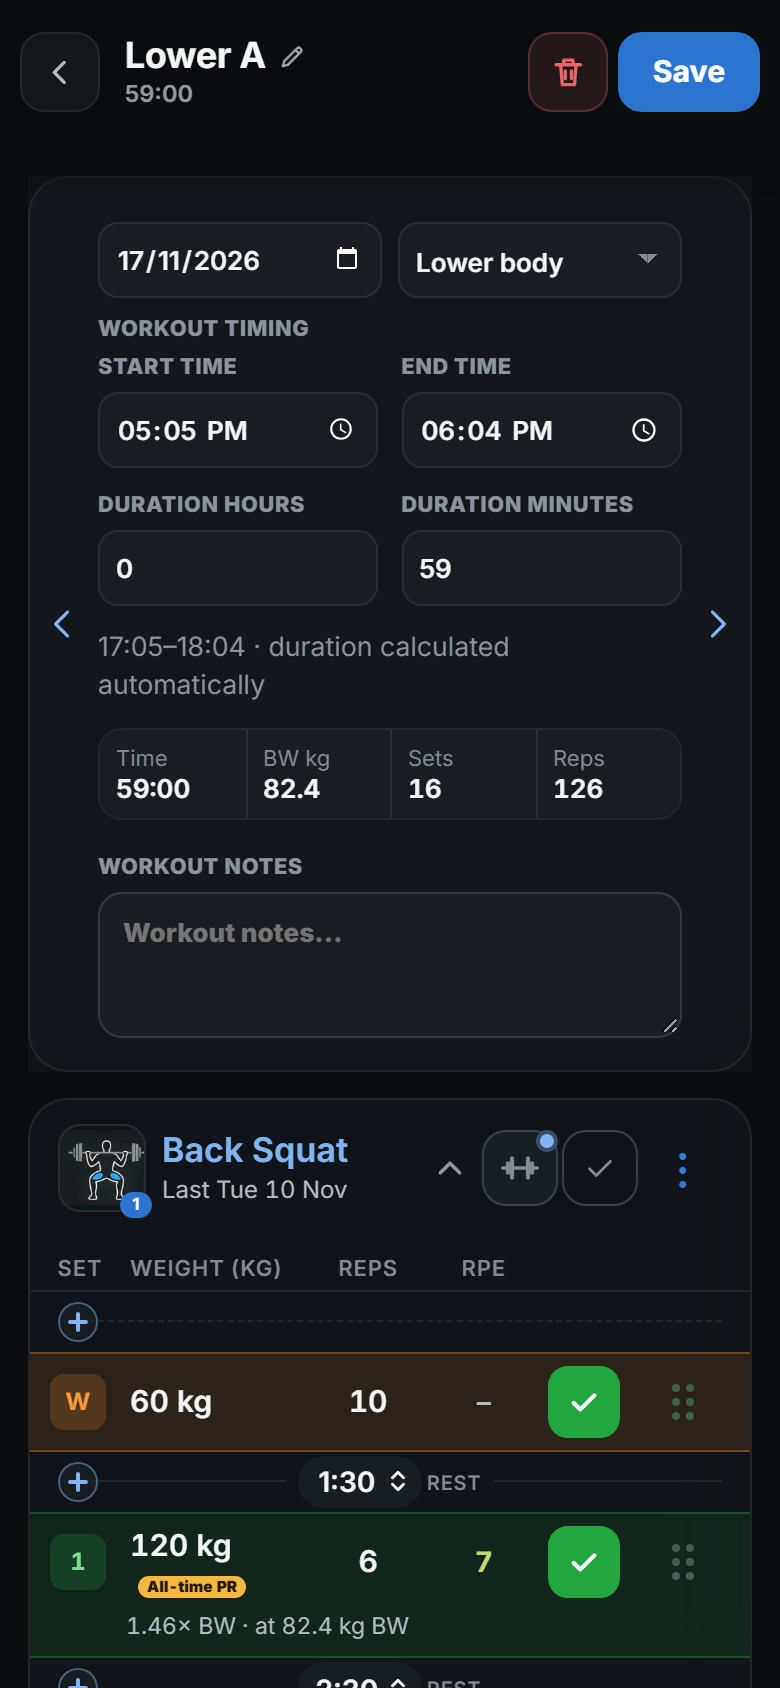 Lower A
59:00
Save
17/11/2026
Lower body
WORKOUT TIMING
START TIME
END TIME
05:05 PM
06:04 PM
DURATION HOURS
DURATION MINUTES
0
59
17:05–18:04 · duration calculated
automatically
Time
BW kg
Sets
Reps
59:00
82.4
16
126
WORKOUT NOTES
Workout notes...
Back Squat
Last Tue 10 Nov
1
SET WEIGHT (KG) REPS RPE
W 60 kg 10 –
1:30 REST
1 120 kg 6 7
All-time PR
1.46× BW · at 82.4 kg BW
2:30 REST